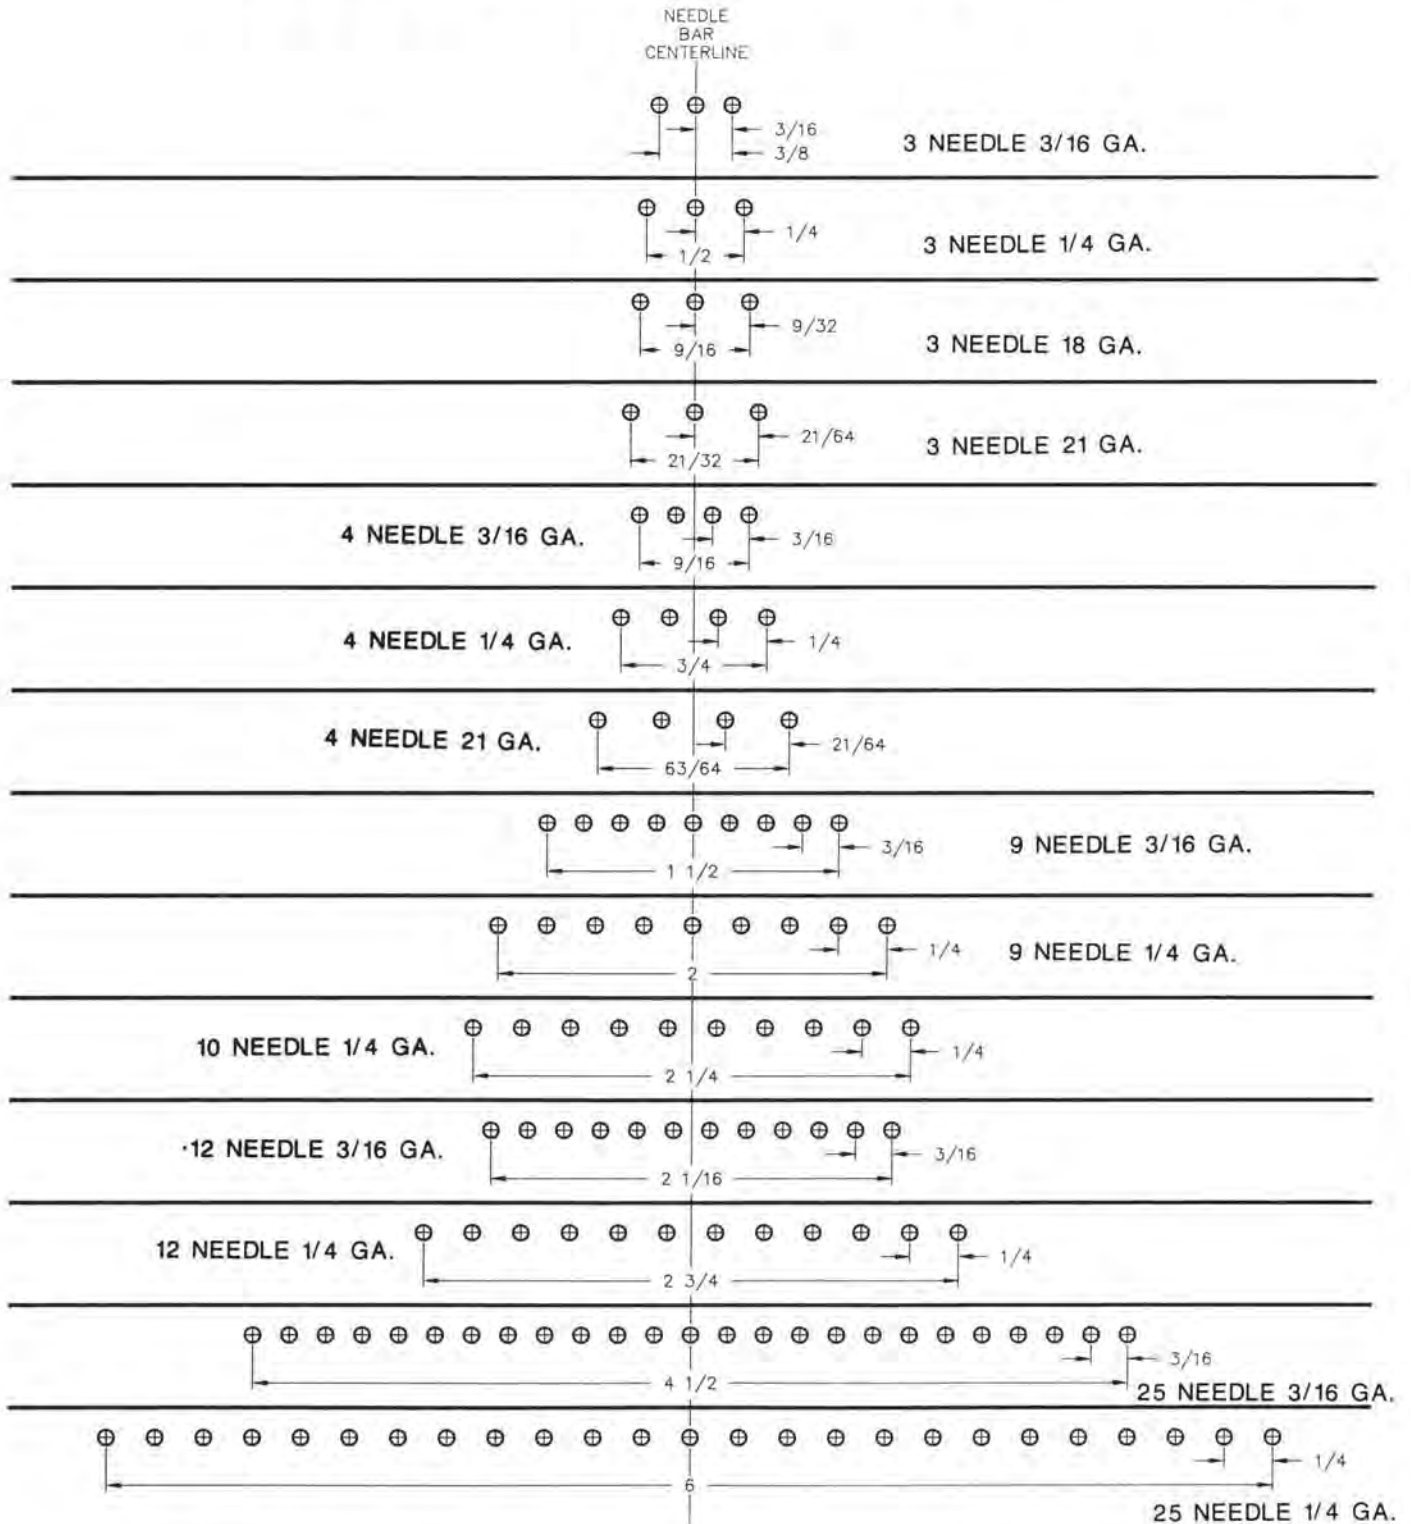 NEEDLE
BAR
CENTERLINE
3/16
3/8
3 NEEDLE 3/16 GA.
1/4
1/2
3 NEEDLE 1/4 GA.
9/32
9/16
3 NEEDLE 18 GA.
21/64
21/32
3 NEEDLE 21 GA.
4 NEEDLE 3/16 GA.
3/16
9/16
4 NEEDLE 1/4 GA.
1/4
3/4
4 NEEDLE 21 GA.
21/64
63/64
3/16
9 NEEDLE 3/16 GA.
1 1/2
1/4
9 NEEDLE 1/4 GA.
2
10 NEEDLE 1/4 GA.
1/4
2 1/4
12 NEEDLE 3/16 GA.
3/16
2 1/16
12 NEEDLE 1/4 GA.
1/4
2 3/4
3/16
4 1/2
25 NEEDLE 3/16 GA.
1/4
6
25 NEEDLE 1/4 GA.